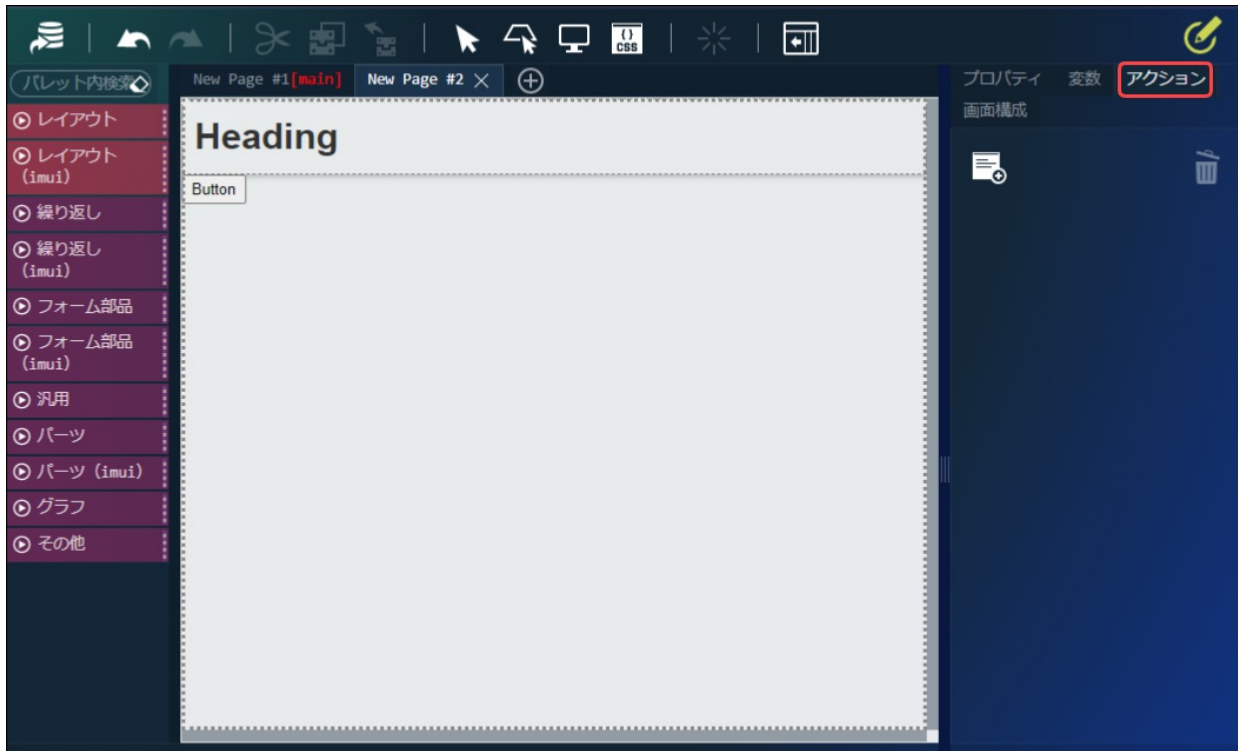 {}
CSS
パレット内検索
New Page #1[main]
New Page #2
プロパティ 変数 アクション
画面構成
レイアウト
レイアウト
(imui)
繰り返し
繰り返し
(imui)
フォーム部品
フォーム部品
(imui)
汎用
パーツ
パーツ (imui)
グラフ
その他
Heading
Button